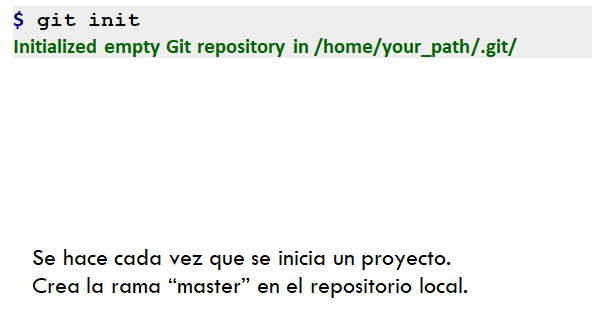 $ git init
Initialized empty Git repository in /home/your_path/.git/
Se hace cada vez que se inicia un proyecto.
Crea la rama “master” en el repositorio local.